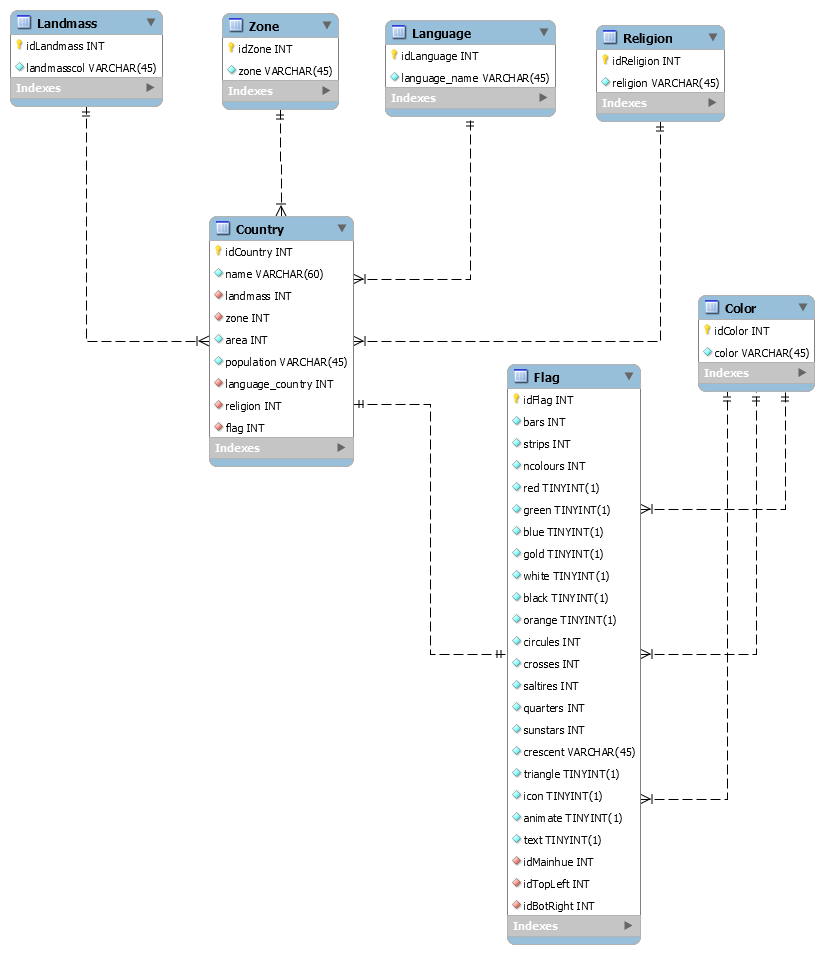 Landmass
idLandmass INT
landmasscol VARCHAR(45)
Indexes
Zone
idZone INT
zone VARCHAR(45)
Indexes
Language
idLanguage INT
language_name VARCHAR(45)
Indexes
Religion
idReligion INT
religion VARCHAR(45)
Indexes
Country
idCountry INT
name VARCHAR(60)
landmass INT
zone INT
area INT
population VARCHAR(45)
language_country INT
religion INT
flag INT
Indexes
Color
idColor INT
color VARCHAR(45)
Indexes
Flag
idFlag INT
bars INT
strips INT
ncolours INT
red TINYINT(1)
green TINYINT(1)
blue TINYINT(1)
gold TINYINT(1)
white TINYINT(1)
black TINYINT(1)
orange TINYINT(1)
circules INT
crosses INT
saltires INT
quarters INT
sunstars INT
crescent VARCHAR(45)
triangle TINYINT(1)
icon TINYINT(1)
animate TINYINT(1)
text TINYINT(1)
idMainhue INT
idTopLeft INT
idBotRight INT
Indexes